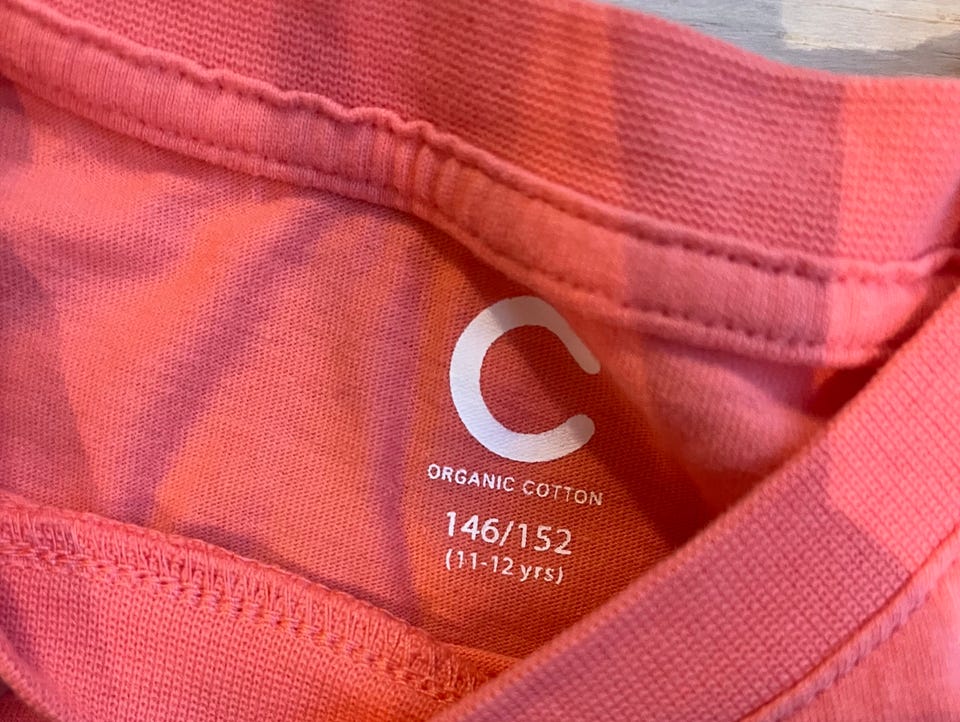 C
ORGANIC COTTON
146/152
(11-12 yrs)